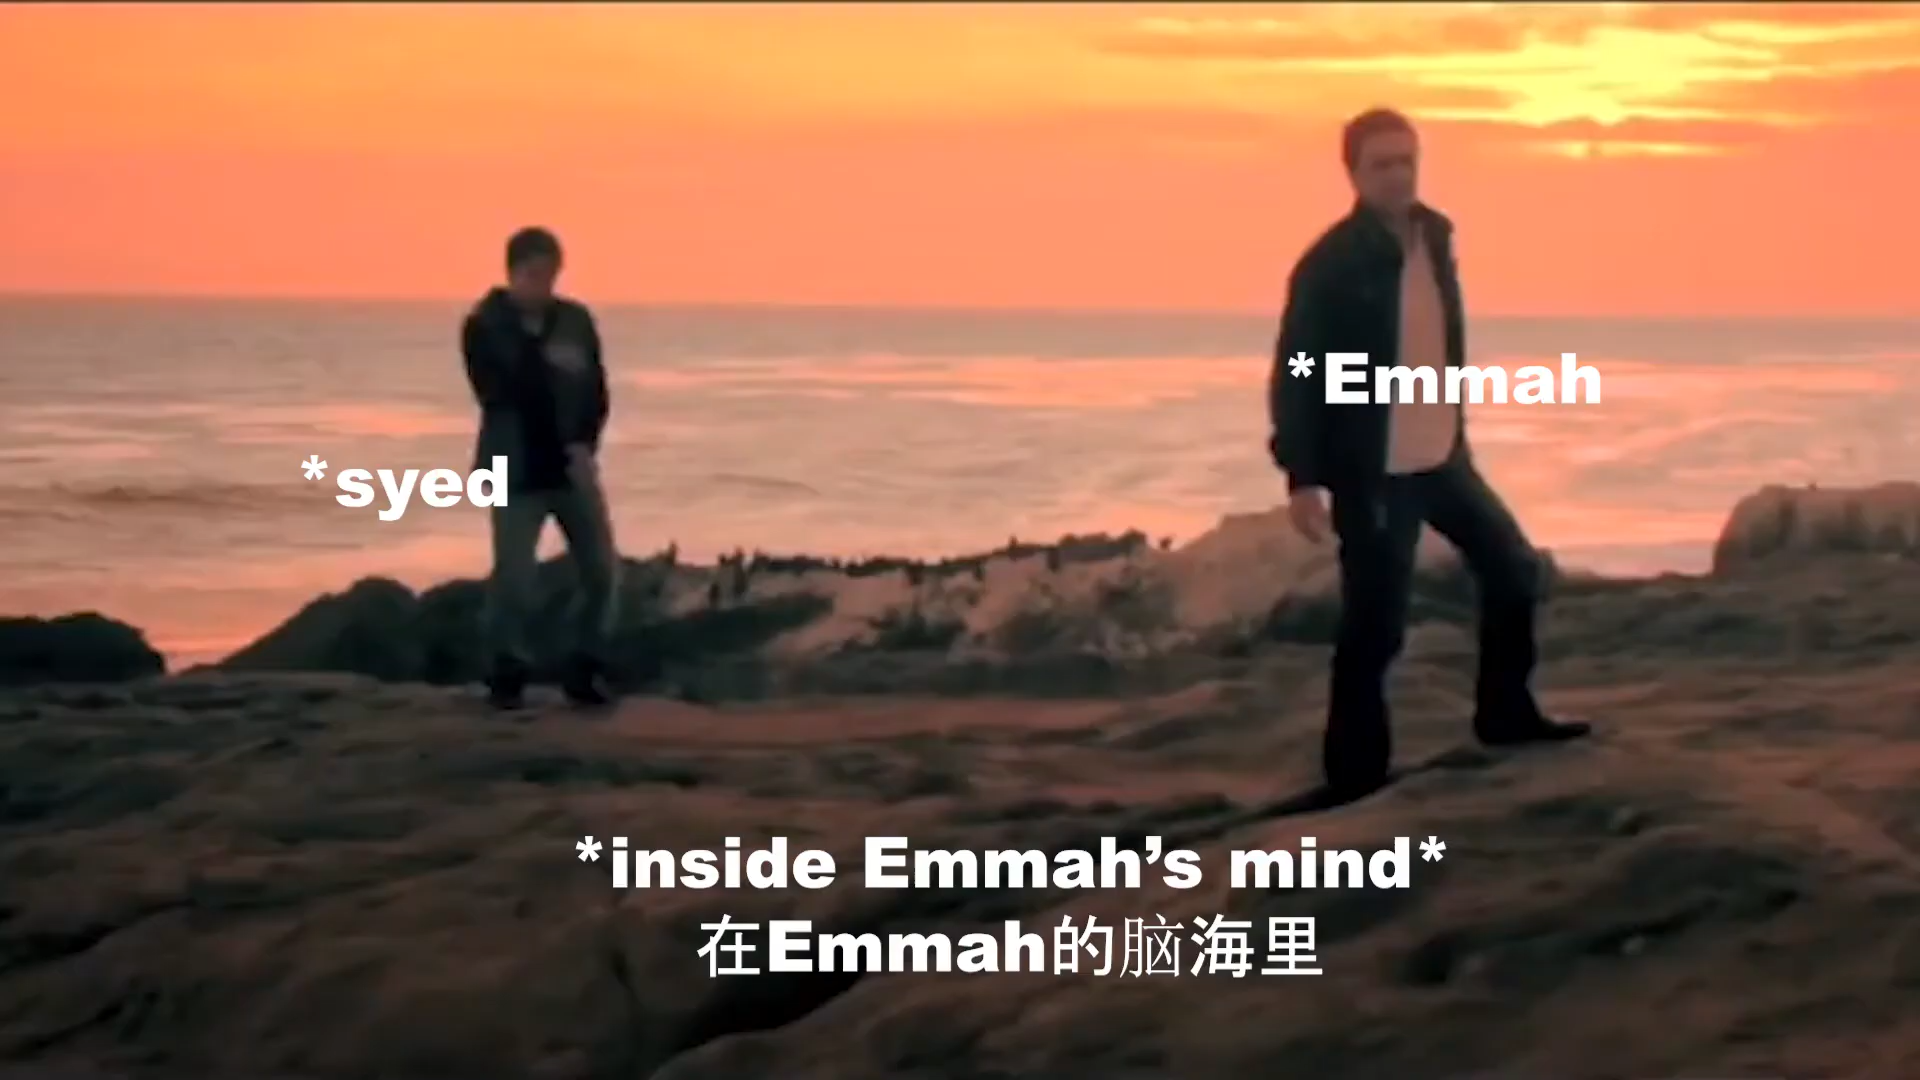 *Emmah
*syed
*inside Emmah’s mind*
在Emmah的脑海里